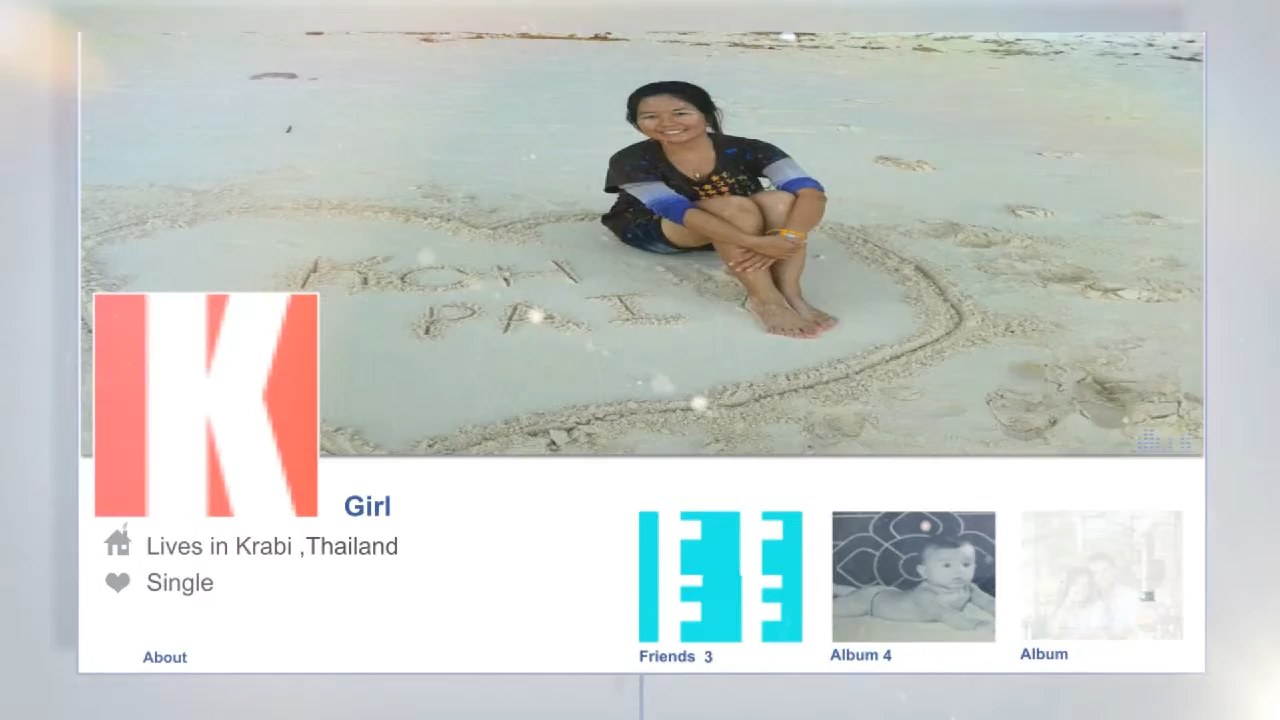 KOH
PAI
K
Girl
Lives in Krabi ,Thailand
Single
About
Friends 3
Album 4
Album